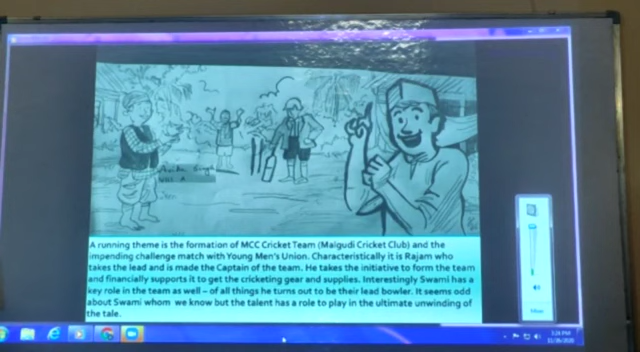 A running theme is the formation of MCC Cricket Team (Malgudi Cricket Club) and the
impending challenge match with Young Men's Union. Characteristically it is Rajam who
takes the lead and is made the Captain of the team. He takes the initiative to form the team
and financially supports it to get the cricketing gear and supplies. Interestingly Swami has a
key role in the team as well – of all things he turns out to be their lead bowler. It seems odd
about Swami whom we know but the talent has a role to play in the ultimate unwinding of
the tale.
3:24 PM